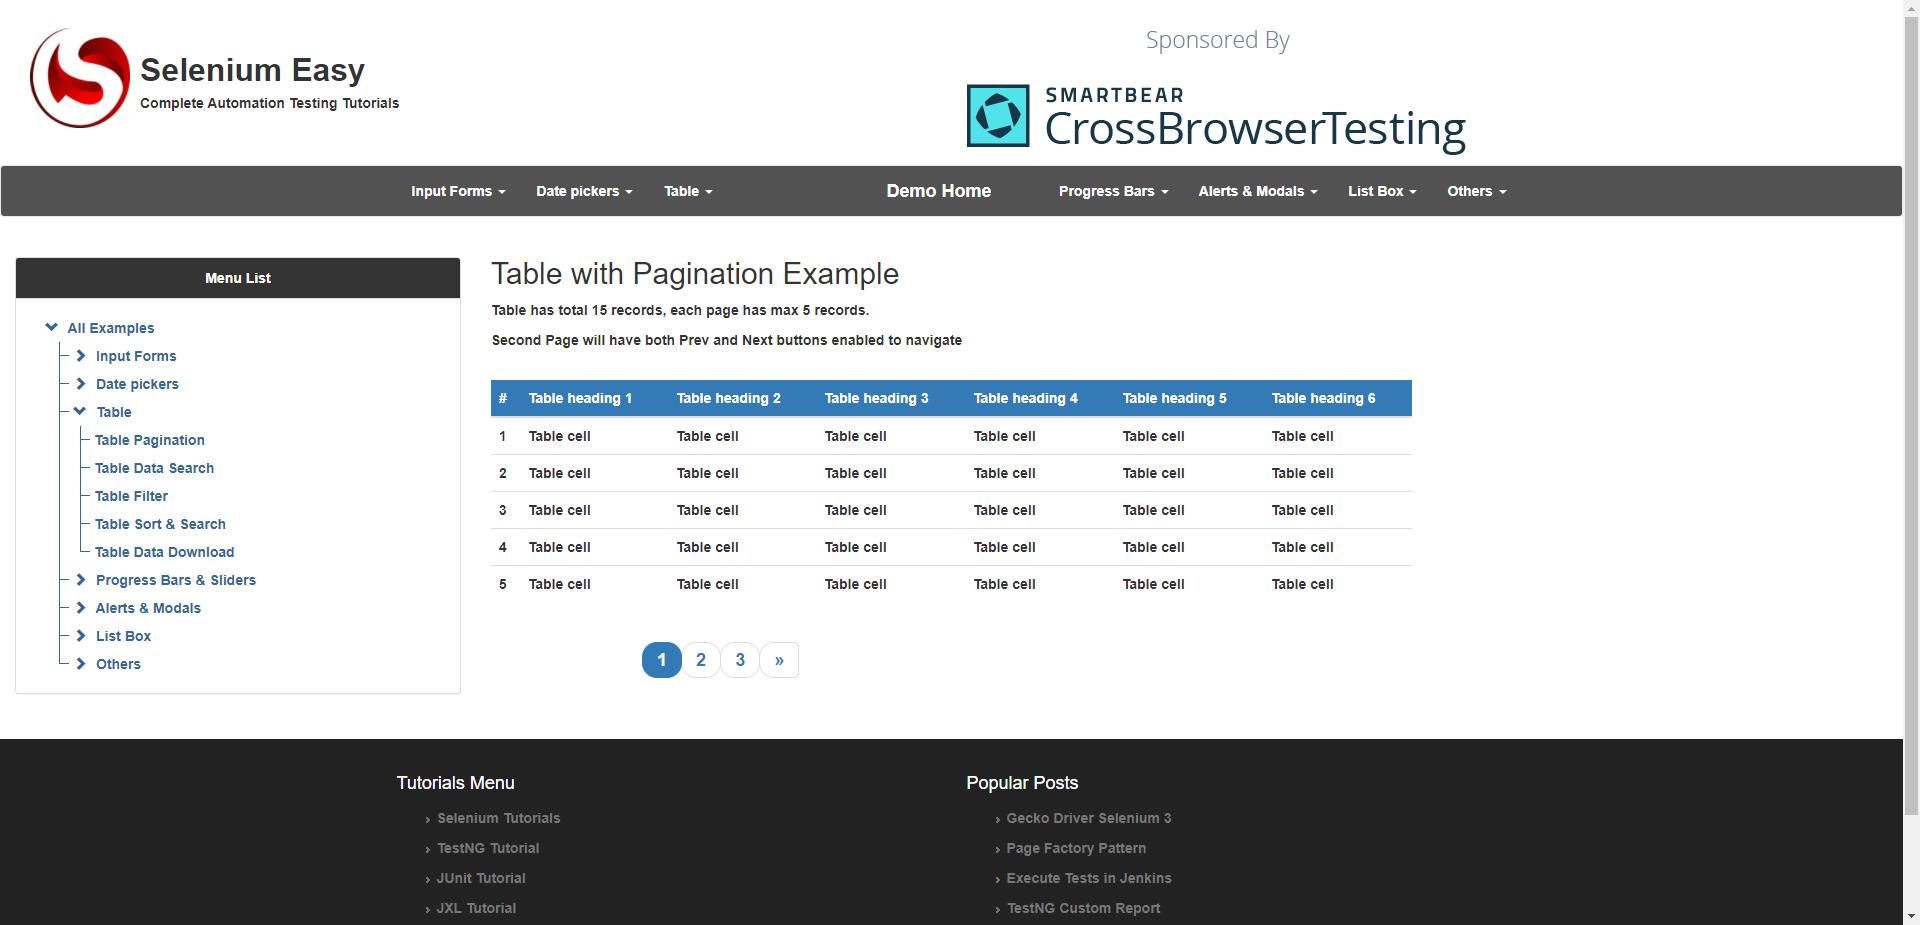 Sponsored By
Selenium Easy
Complete Automation Testing Tutorials
SMARTBEAR
CrossBrowserTesting
Input Forms Date pickers Table Demo Home Progress Bars Alerts & Modals List Box Others
Menu List
All Examples
Input Forms
Date pickers
Table
Table Pagination
Table Data Search
Table Filter
Table Sort & Search
Table Data Download
Progress Bars & Sliders
Alerts & Modals
List Box
Others
Table with Pagination Example
Table has total 15 records, each page has max 5 records.
Second Page will have both Prev and Next buttons enabled to navigate
# Table heading 1 Table heading 2 Table heading 3 Table heading 4 Table heading 5 Table heading 6
1 Table cell Table cell Table cell Table cell Table cell Table cell
2 Table cell Table cell Table cell Table cell Table cell Table cell
3 Table cell Table cell Table cell Table cell Table cell Table cell
4 Table cell Table cell Table cell Table cell Table cell Table cell
5 Table cell Table cell Table cell Table cell Table cell Table cell
1 2 3 »
Tutorials Menu
› Selenium Tutorials
› TestNG Tutorial
› JUnit Tutorial
› JXL Tutorial
Popular Posts
› Gecko Driver Selenium 3
› Page Factory Pattern
› Execute Tests in Jenkins
› TestNG Custom Report